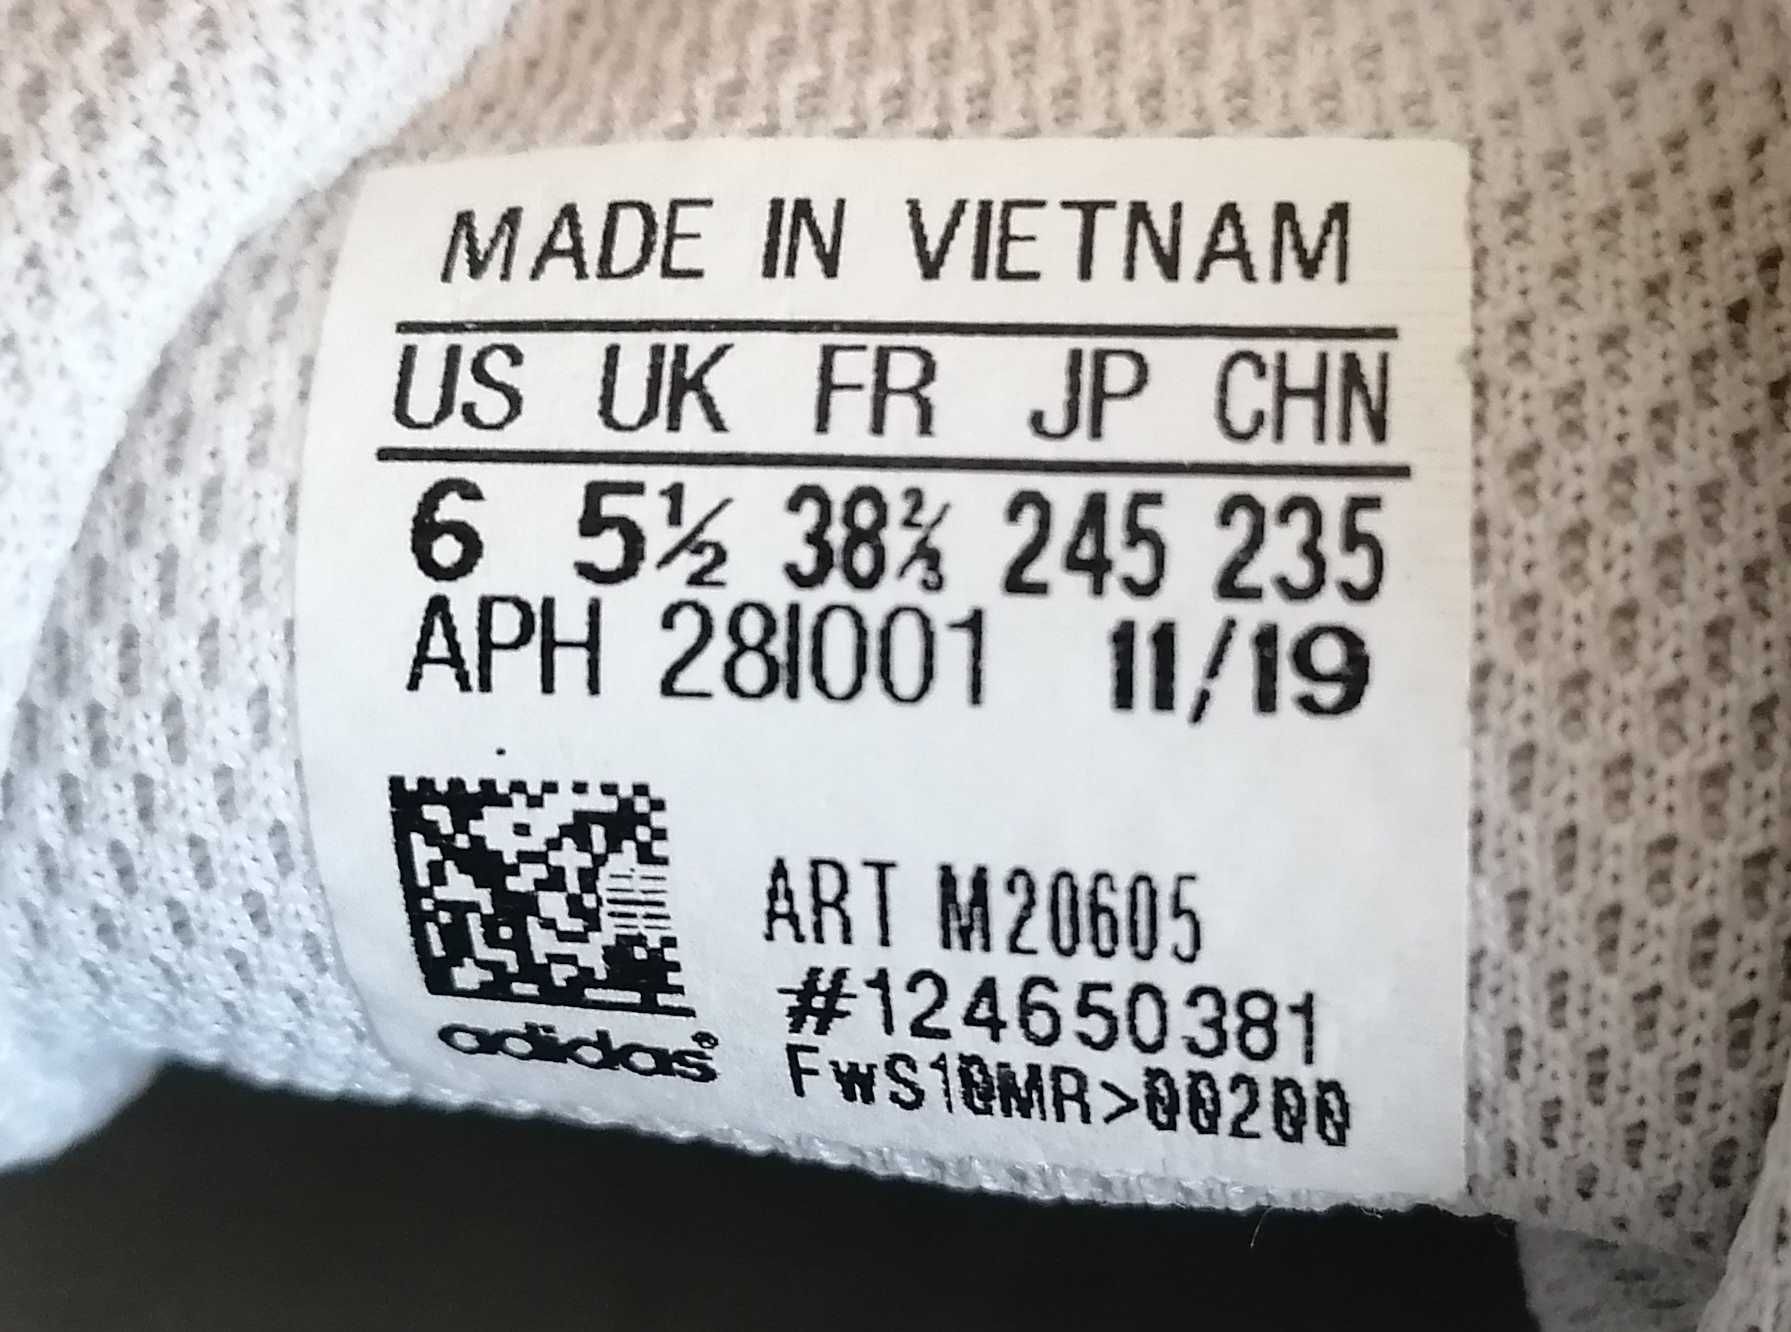 MADE IN VIETNAM
US UK FR JP CHN
6 5½ 38⅔ 245 235
APH 28I001 11/19
ART M20605
#124650381
adidas®
FwS10MR>00200